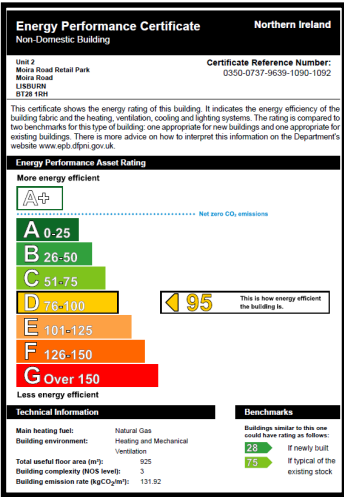 Energy Performance Certificate
Northern Ireland
Non-Domestic Building
Unit 2
Moira Road Retail Park
Moira Road
LISBURN
BT28 1RH
Certificate Reference Number:
0350-0737-9639-1090-1092
This certificate shows the energy rating of this building. It indicates the energy efficiency of the
building fabric and the heating, ventilation, cooling and lighting systems. The rating is compared to
two benchmarks for this type of building: one appropriate for new buildings and one appropriate for
existing buildings. There is more advice on how to interpret this information on the Department's
website www.epb.dfpni.gov.uk.
Energy Performance Asset Rating
More energy efficient
A+
Net zero CO₂ emissions
A 0-25
B 26-50
C 51-75
D 76-100
95
This is how energy efficient
the building is.
E 101-125
F 126-150
G Over 150
Less energy efficient
Technical Information
Main heating fuel: Natural Gas
Building environment: Heating and Mechanical
Ventilation
Total useful floor area (m²): 925
Building complexity (NOS level): 3
Building emission rate (kgCO₂/m²): 131.92
Benchmarks
Buildings similar to this one
could have rating as follows:
28 If newly built
75 If typical of the
existing stock